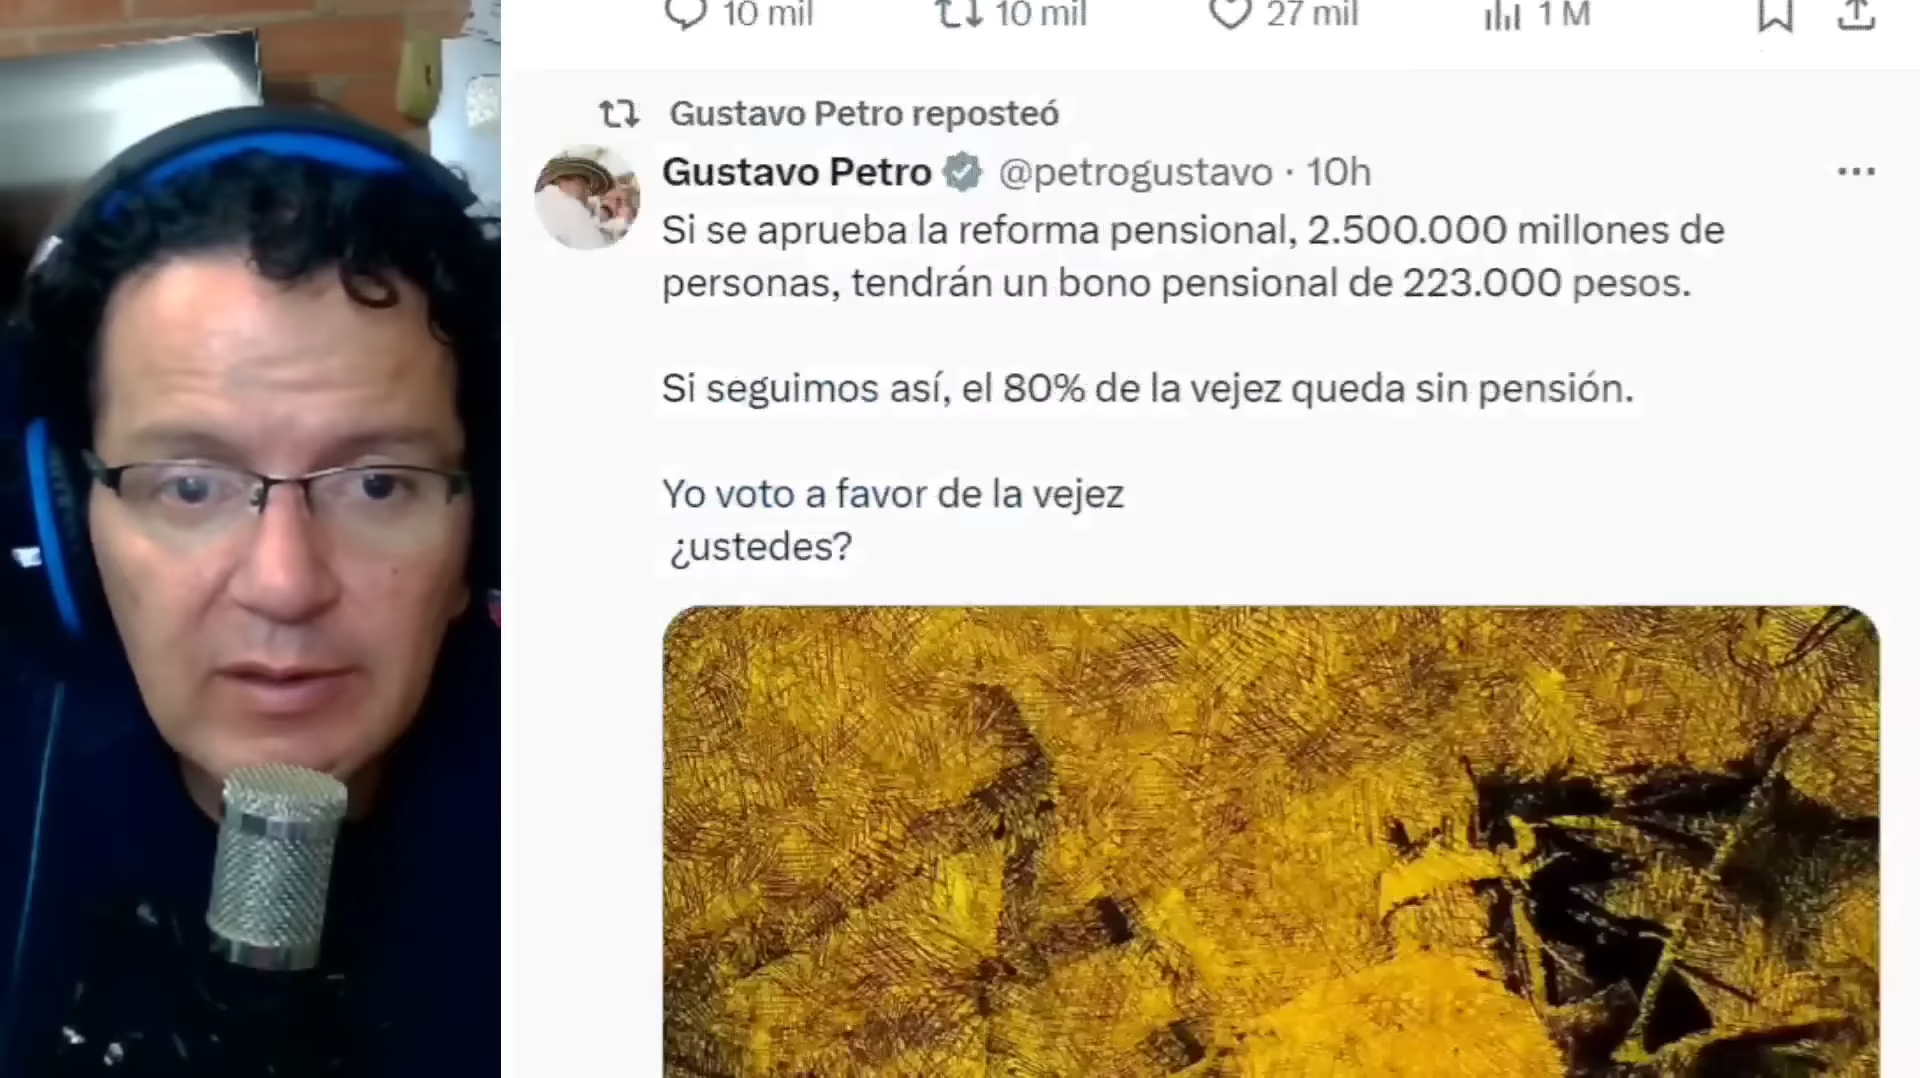 10 mil 10 mil 27 mil 1 M
Gustavo Petro reposteó
Gustavo Petro @petrogustavo · 10h
Si se aprueba la reforma pensional, 2.500.000 millones de
personas, tendrán un bono pensional de 223.000 pesos.
Si seguimos así, el 80% de la vejez queda sin pensión.
Yo voto a favor de la vejez
¿ustedes?